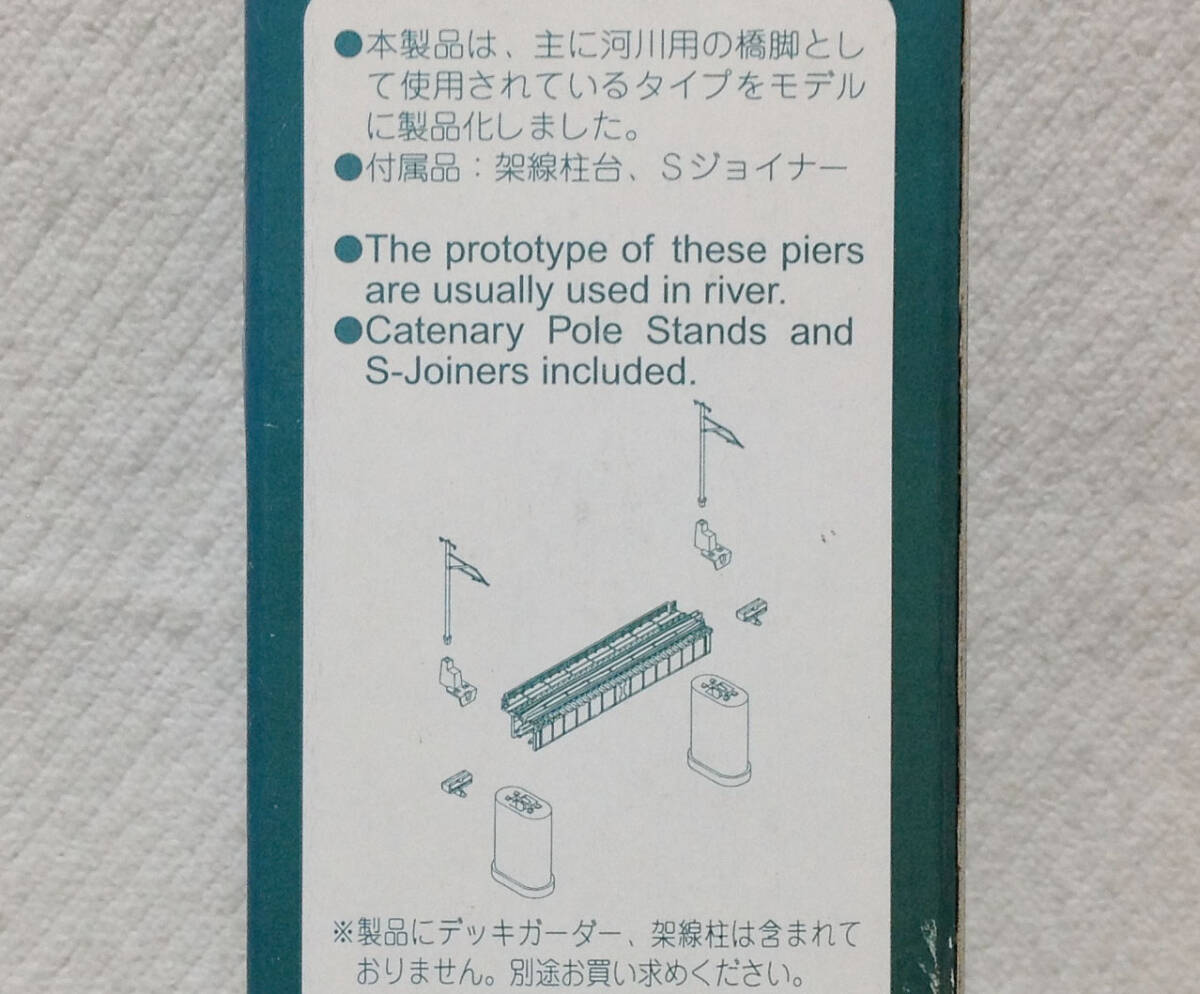 ●本製品は、主に河川用の橋脚とし
て使用されているタイプをモデル
に製品化しました。
●付属品：架線柱台、Sジョイナー
●The prototype of these piers
are usually used in river.
●Catenary Pole Stands and
S-Joiners included.
※製品にデッキガーダー、架線柱は含まれて
おりません。別途お買い求めください。